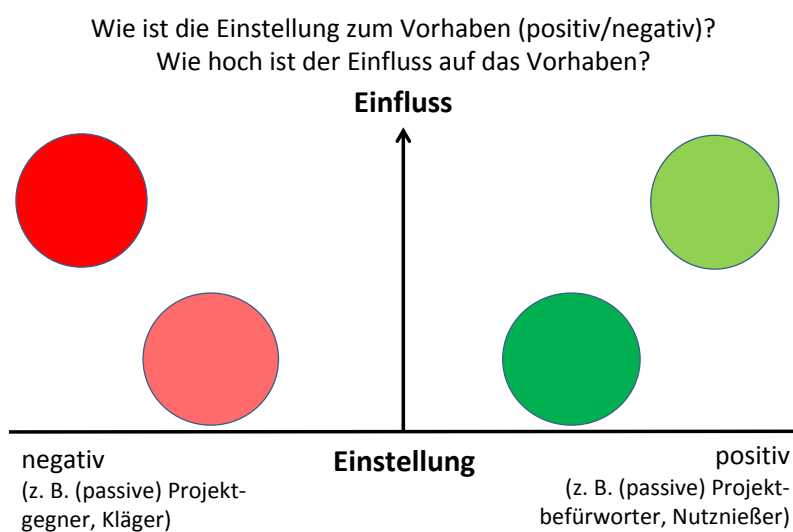 Wie ist die Einstellung zum Vorhaben (positiv/negativ)?
Wie hoch ist der Einfluss auf das Vorhaben?
Einfluss
negativ
(z. B. (passive) Projekt-
gegner, Kläger)
Einstellung
positiv
(z. B. (passive) Projekt-
befürworter, Nutznießer)